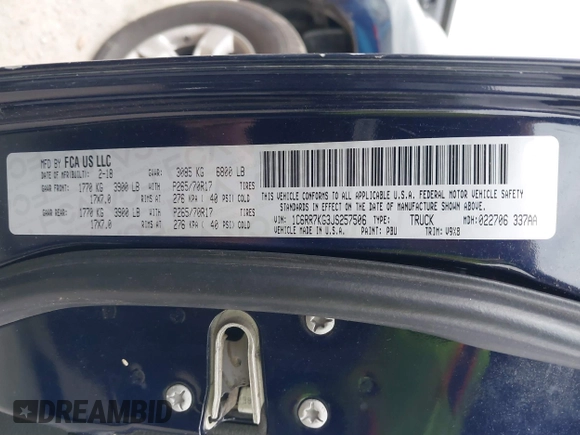 MFD BY FCA US LLC
DATE OF MFR(BUILT): 2-18 GVWR: 3085 KG 6800 LB
GAWR FRONT: 1770 KG 3900 LB WITH P265/70R17 TIRES
17X7.0 RIMS AT 276 KPA ( 40 PSI) COLD
GAWR REAR: 1770 KG 3900 LB WITH P265/70R17 TIRES
17X7.0 RIMS AT 276 KPA ( 40 PSI) COLD
THIS VEHICLE CONFORMS TO ALL APPLICABLE U.S.A. FEDERAL MOTOR VEHICLE SAFETY
STANDARDS IN EFFECT ON THE DATE OF MANUFACTURE SHOWN ABOVE.
VIN: 1C6RR7KG3JS257506 TYPE: TRUCK MDH: 022706 337AA
VEHICLE MADE IN U.S.A. PAINT: PBU TRIM: V9X8
DREAMBID